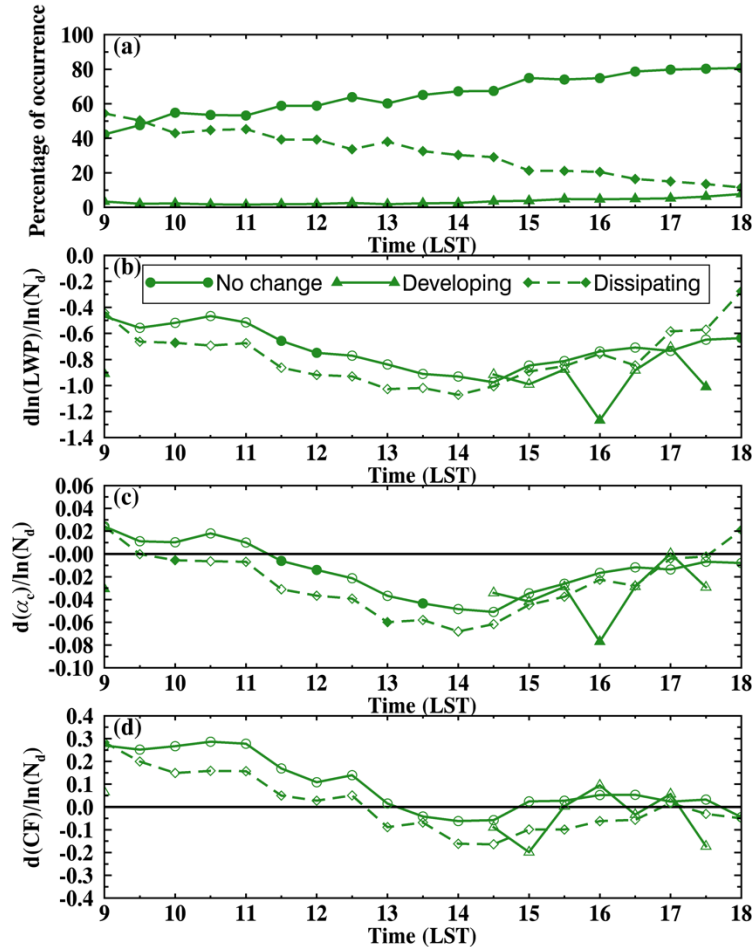 (a)
Percentage of occurrence
100
80
60
40
20
0
9 10 11 12 13 14 15 16 17 18
Time (LST)
(b)
dln(LWP)/ln(N_d)
0.0
-0.2
-0.4
-0.6
-0.8
-1.0
-1.2
-1.4
No change Developing Dissipating
9 10 11 12 13 14 15 16 17 18
Time (LST)
(c)
d(α_c)/ln(N_d)
0.06
0.04
0.02
-0.00
-0.02
-0.04
-0.06
-0.08
-0.10
9 10 11 12 13 14 15 16 17 18
Time (LST)
(d)
d(CF)/ln(N_d)
0.4
0.3
0.2
0.1
0.0
-0.1
-0.2
-0.3
-0.4
9 10 11 12 13 14 15 16 17 18
Time (LST)